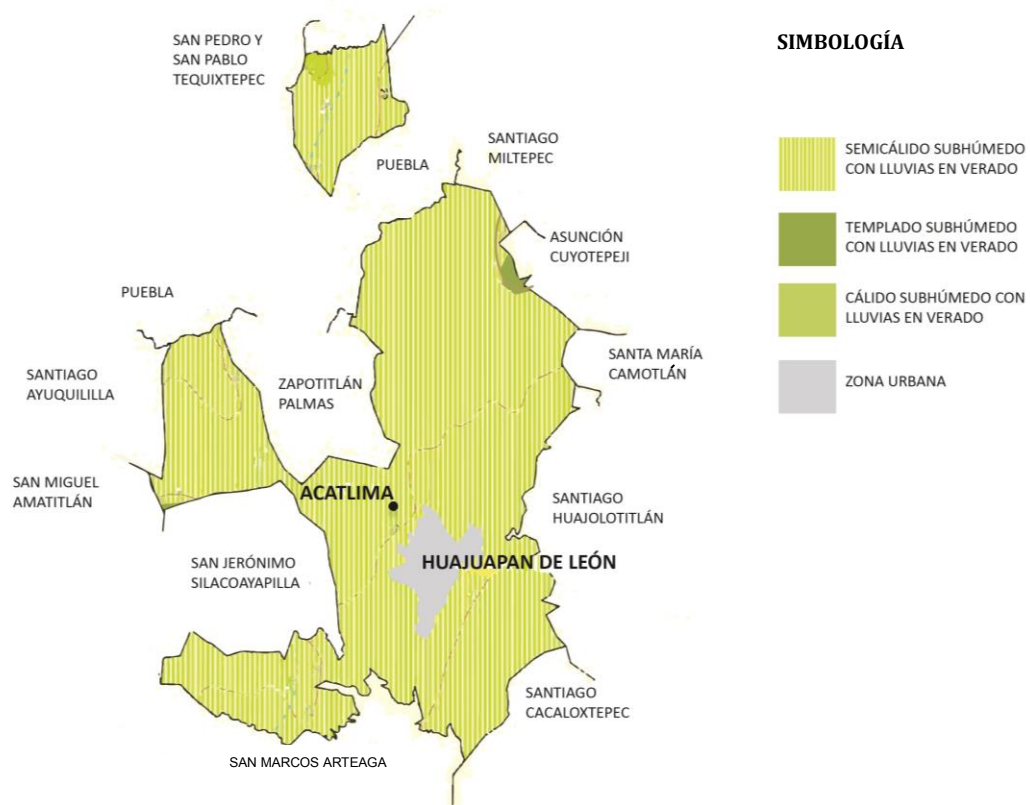 SAN PEDRO Y
SAN PABLO
TEQUIXTEPEC
PUEBLA
SANTIAGO
MILTEPEC
ASUNCIÓN
CUYOTEPEJI
PUEBLA
SANTIAGO
AYUQUILILLA
ZAPOTITLÁN
PALMAS
SANTA MARÍA
CAMOTLÁN
SAN MIGUEL
AMATITLÁN
ACATLIMA
SANTIAGO
HUAJOLOTITLÁN
SAN JERÓNIMO
SILACOAYAPILLA
HUAJUAPAN DE LEÓN
SANTIAGO
CACALOXTEPEC
SAN MARCOS ARTEAGA
SIMBOLOGÍA
SEMICÁLIDO SUBHÚMEDO
CON LLUVIAS EN VERADO
TEMPLADO SUBHÚMEDO
CON LLUVIAS EN VERADO
CÁLIDO SUBHÚMEDO CON
LLUVIAS EN VERADO
ZONA URBANA